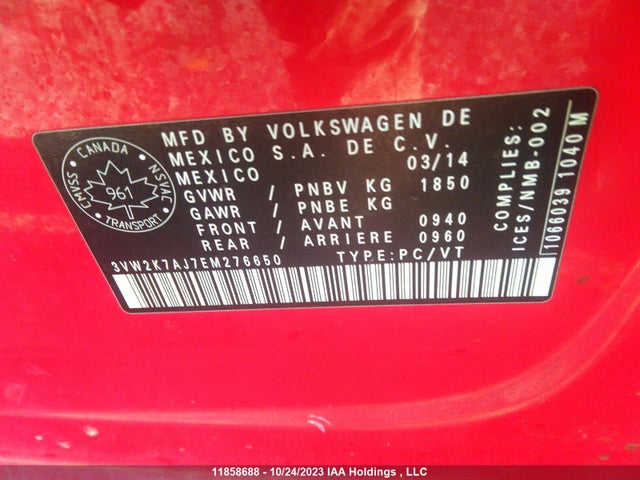 CANADA
CMVSS
NSVAC
961
TRANSPORT
MFD BY VOLKSWAGEN DE
MEXICO S.A. DE C.V.
MEXICO 03/14
GVWR / PNBV KG 1850
GAWR / PNBE KG
FRONT / AVANT 0940
REAR / ARRIERE 0960
3VW2K7AJ7EM276650 TYPE:PC/VT
COMPLIES:
ICES/NMB-002
1066039 1040 M
11858688 - 10/24/2023 IAA Holdings , LLC